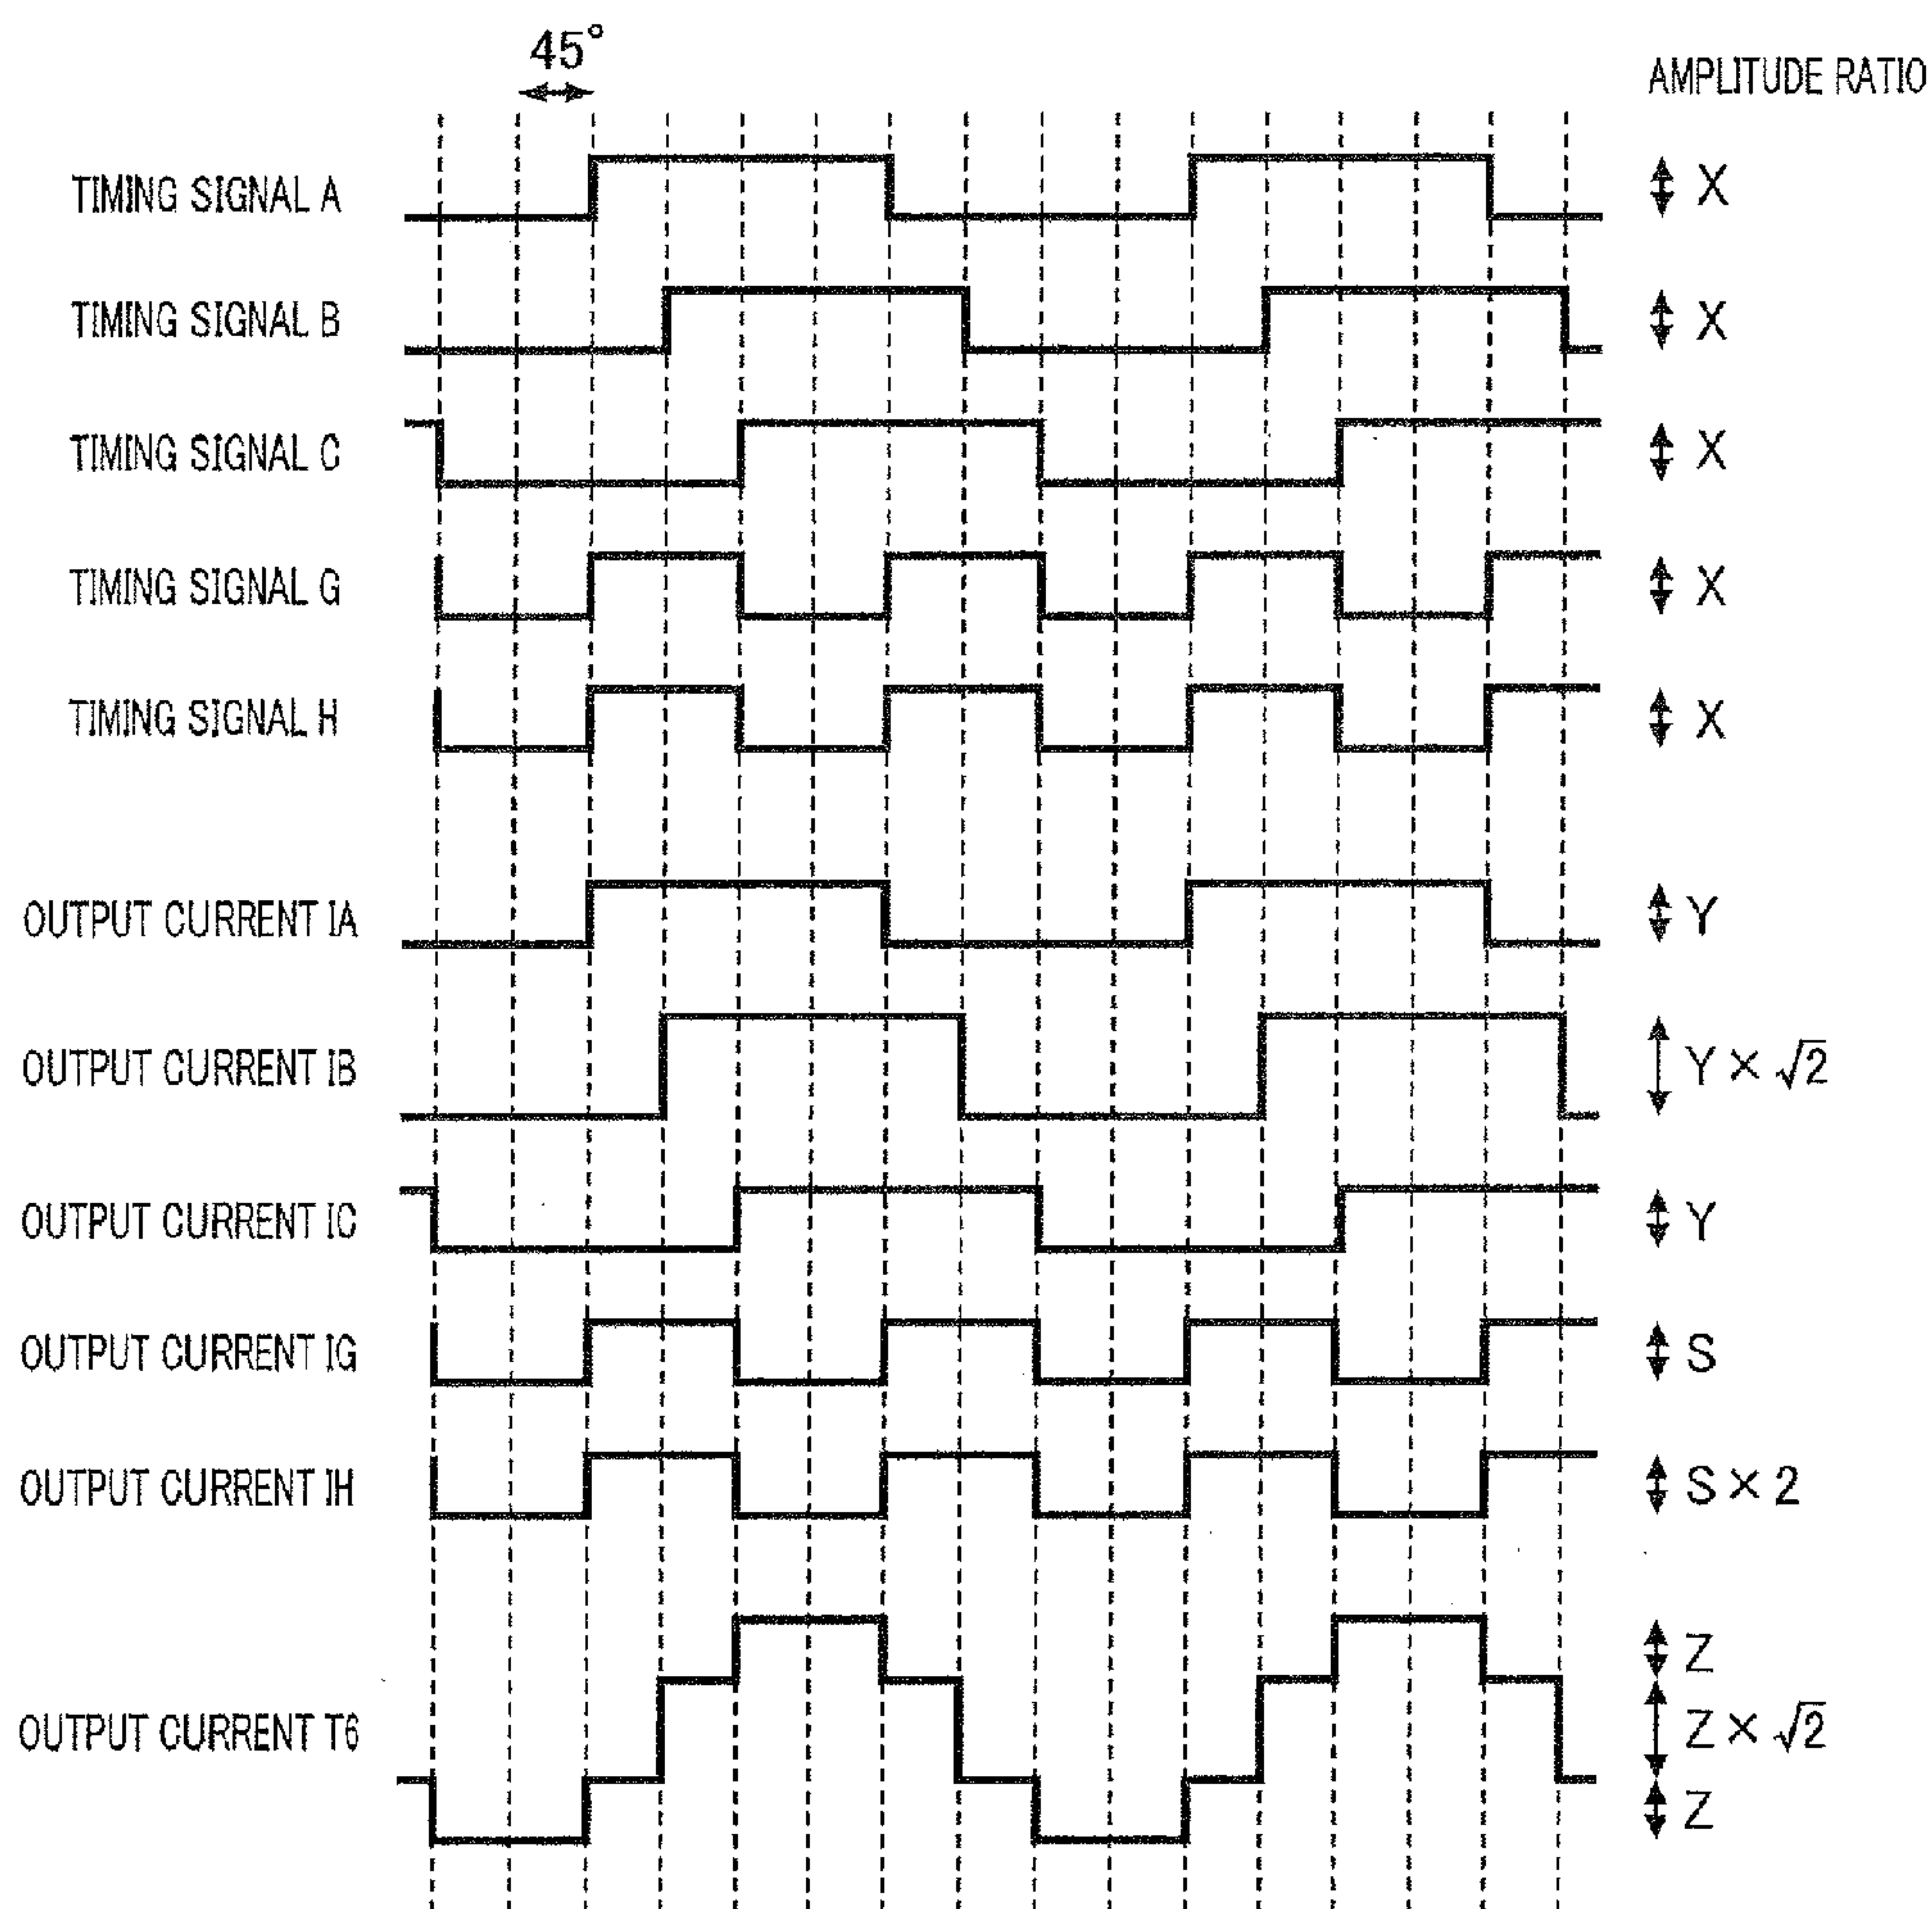 45°
AMPLITUDE RATIO
TIMING SIGNAL A X
TIMING SIGNAL B X
TIMING SIGNAL C X
TIMING SIGNAL G X
TIMING SIGNAL H X
OUTPUT CURRENT IA Y
OUTPUT CURRENT IB Y × √2
OUTPUT CURRENT IC Y
OUTPUT CURRENT IG S
OUTPUT CURRENT IH S × 2
Z
OUTPUT CURRENT T6 Z × √2
Z